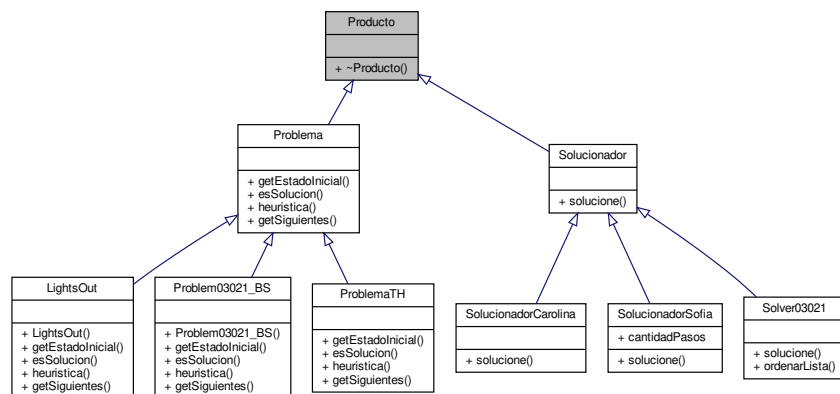 Producto
+ ~Producto()
Problema
+ getEstadoInicial()
+ esSolucion()
+ heuristica()
+ getSiguientes()
Solucionador
+ solucione()
LightsOut
+ LightsOut()
+ getEstadoInicial()
+ esSolucion()
+ heuristica()
+ getSiguientes()
Problem03021_BS
+ Problem03021_BS()
+ getEstadoInicial()
+ esSolucion()
+ heuristica()
+ getSiguientes()
ProblemaTH
+ getEstadoInicial()
+ esSolucion()
+ heuristica()
+ getSiguientes()
SolucionadorCarolina
+ solucione()
SolucionadorSofia
+ cantidadPasos
+ solucione()
Solver03021
+ solucione()
+ ordenarLista()